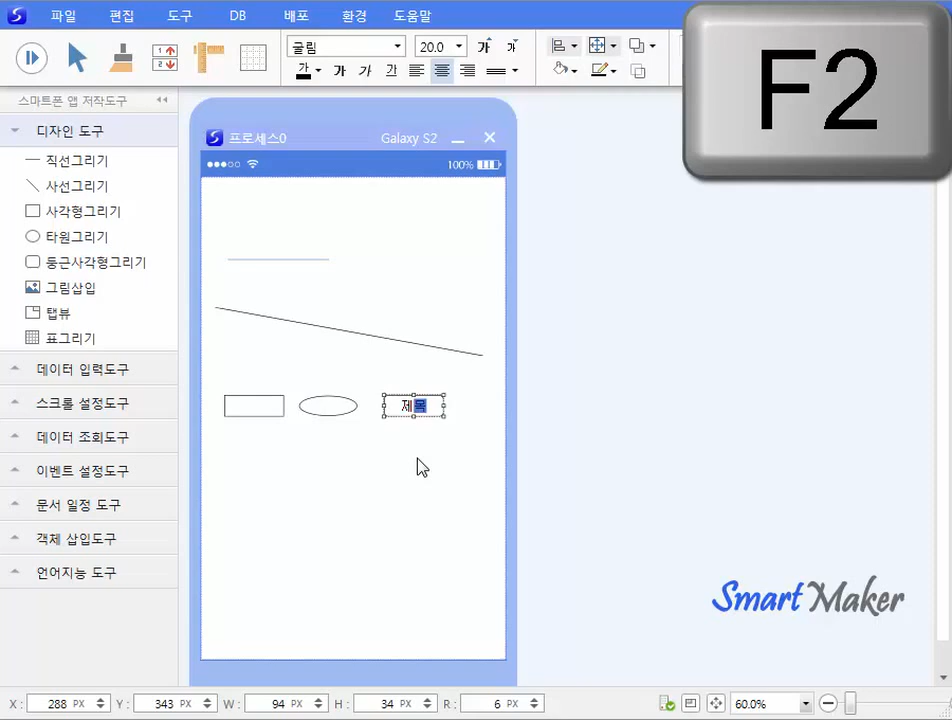 파일 편집 도구 DB 배포 환경 도움말
F2
굴림 20.0 가 가
가 가 가 가
스마트폰 앱 저작도구
디자인 도구
직선그리기
사선그리기
사각형그리기
타원그리기
둥근사각형그리기
그림삽입
탭뷰
표그리기
데이터 입력도구
스크롤 설정도구
데이터 조회도구
이벤트 설정도구
문서 일정 도구
객체 삽입도구
언어지능 도구
프로세스0 Galaxy S2
100%
제목
SmartMaker
X : 288 PX Y : 343 PX W : 94 PX H : 34 PX R : 6 PX 60.0%